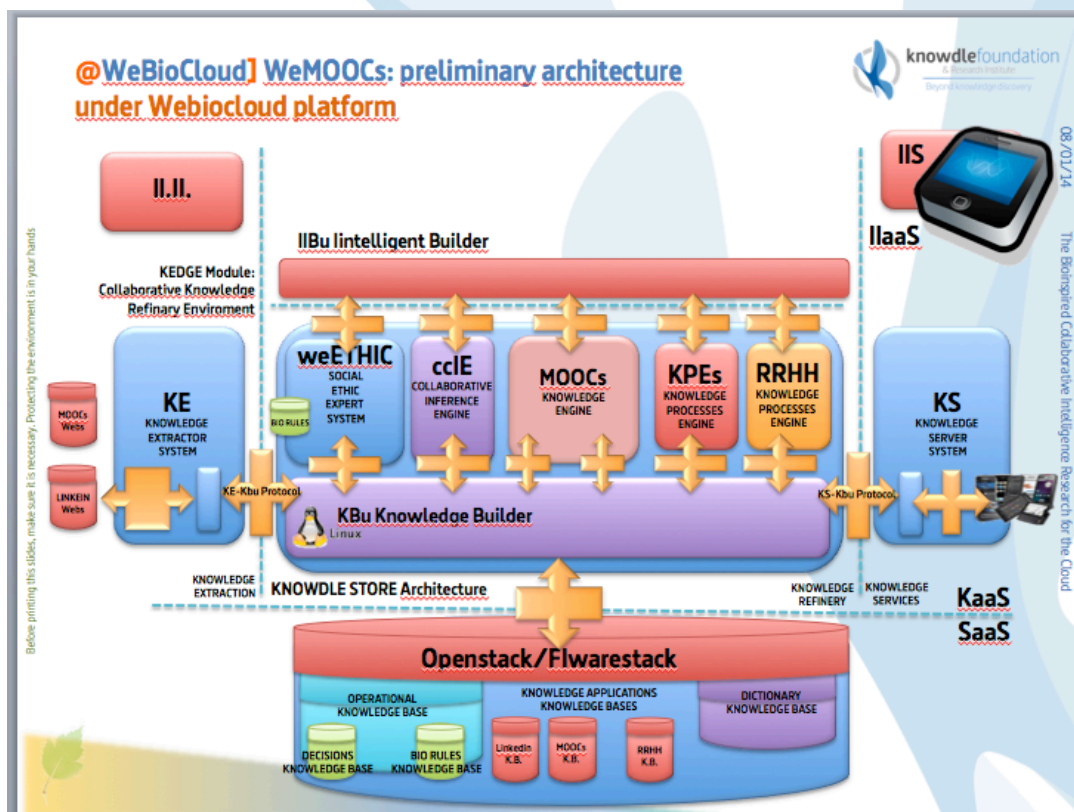 @WeBioCloud] WeMOOCs: preliminary architecture
under Webiocloud platform
knowdlefoundation
& Research Institute
Beyond knowledge discovery
08/01/14
The Bioinspired Collaborative Intelligence Research for the Cloud
Before printing this slides, make sure it is necessary. Protecting the environment is in your hands
II.II.
IIS
IIaaS
IIBu Iintelligent Builder
KEDGE Module:
Collaborative Knowledge
Refinary Enviroment
KE
KNOWLEDGE
EXTRACTOR
SYSTEM
MOOCs
Webs
LINKEIN
Webs
KE-Kbu Protocol
weETHIC
SOCIAL
ETHIC
EXPERT
SYSTEM
BIO RULES
ccIE
COLLABORATIVE
INFERENCE
ENGINE
MOOCs
KNOWLEDGE
ENGINE
KPEs
KNOWLEDGE
PROCESSES
ENGINE
RRHH
KNOWLEDGE
PROCESSES
ENGINE
KS
KNOWLEDGE
SERVER
SYSTEM
KS-Kbu Protocol
KBu Knowledge Builder
Linux
KNOWLEDGE
EXTRACTION
KNOWDLE STORE Architecture
KNOWLEDGE
REFINERY
KNOWLEDGE
SERVICES
KaaS
SaaS
Openstack/FIwarestack
OPERATIONAL
KNOWLEDGE BASE
KNOWLEDGE APPLICATIONS
KNOWLEDGE BASES
DICTIONARY
KNOWLEDGE BASE
DECISIONS
KNOWLEDGE BASE
BIO RULES
KNOWLEDGE BASE
LinkedIn
K.B.
MOOCs
K.B.
RRHH
K.B.